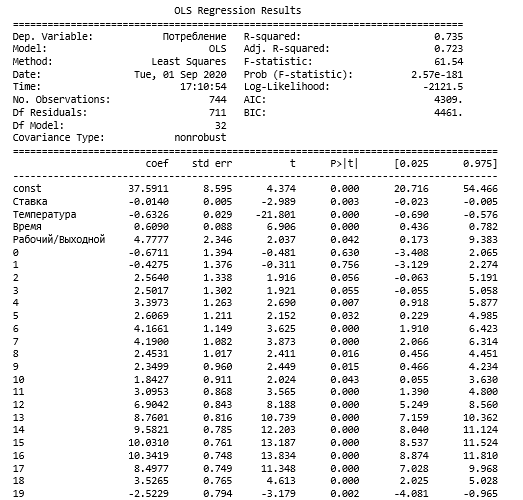 OLS Regression Results
==============================================================================
Dep. Variable: Потребление R-squared: 0.735
Model: OLS Adj. R-squared: 0.723
Method: Least Squares F-statistic: 61.54
Date: Tue, 01 Sep 2020 Prob (F-statistic): 2.57e-181
Time: 17:10:54 Log-Likelihood: -2121.5
No. Observations: 744 AIC: 4309.
Df Residuals: 711 BIC: 4461.
Df Model: 32
Covariance Type: nonrobust
==============================================================================
coef std err t P>|t| [0.025 0.975]
------------------------------------------------------------------------------
const 37.5911 8.595 4.374 0.000 20.716 54.466
Ставка -0.0140 0.005 -2.989 0.003 -0.023 -0.005
Температура -0.6326 0.029 -21.801 0.000 -0.690 -0.576
Время 0.6090 0.088 6.906 0.000 0.436 0.782
Рабочий/Выходной 4.7777 2.346 2.037 0.042 0.173 9.383
0 -0.6711 1.394 -0.481 0.630 -3.408 2.065
1 -0.4275 1.376 -0.311 0.756 -3.129 2.274
2 2.5640 1.338 1.916 0.056 -0.063 5.191
3 2.5017 1.302 1.921 0.055 -0.055 5.058
4 3.3973 1.263 2.690 0.007 0.918 5.877
5 2.6069 1.211 2.152 0.032 0.229 4.985
6 4.1661 1.149 3.625 0.000 1.910 6.423
7 4.1900 1.082 3.873 0.000 2.066 6.314
8 2.4531 1.017 2.411 0.016 0.456 4.451
9 2.3499 0.960 2.449 0.015 0.466 4.234
10 1.8427 0.911 2.024 0.043 0.055 3.630
11 3.0953 0.868 3.565 0.000 1.390 4.800
12 6.9042 0.843 8.188 0.000 5.249 8.560
13 8.7601 0.816 10.739 0.000 7.159 10.362
14 9.5821 0.785 12.203 0.000 8.040 11.124
15 10.0310 0.761 13.187 0.000 8.537 11.524
16 10.3419 0.748 13.834 0.000 8.874 11.810
17 8.4977 0.749 11.348 0.000 7.028 9.968
18 3.5265 0.765 4.613 0.000 2.025 5.028
19 -2.5229 0.794 -3.179 0.002 -4.081 -0.965